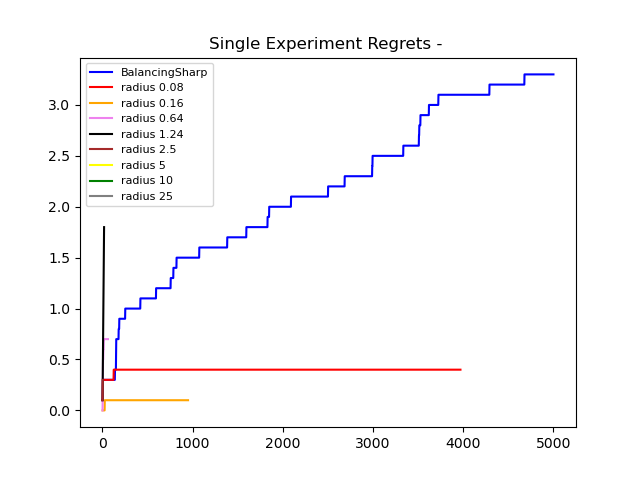 Single Experiment Regrets -
BalancingSharp
radius 0.08
radius 0.16
radius 0.64
radius 1.24
radius 2.5
radius 5
radius 10
radius 25
3.0
2.5
2.0
1.5
1.0
0.5
0.0
0 1000 2000 3000 4000 5000